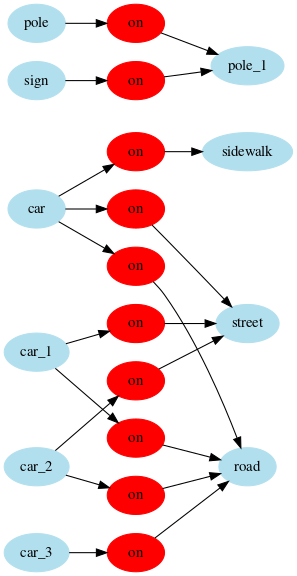 pole on
pole_1
sign on
on sidewalk
car on
on
car_1 on street
on
on
car_2 road
on
car_3 on